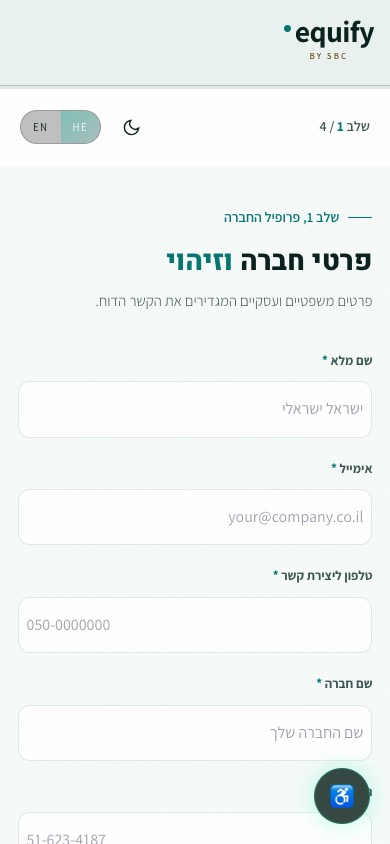 equify
BY SBC
שלב 1 / 4
EN HE
שלב 1, פרופיל החברה
פרטי חברה וזיהוי
פרטים משפטיים ועסקיים המגדירים את הקשר הדוח.
שם מלא *
ישראל ישראלי
אימייל *
your@company.co.il
טלפון ליצירת קשר *
050-0000000
שם חברה *
שם החברה שלך
51-623-4187